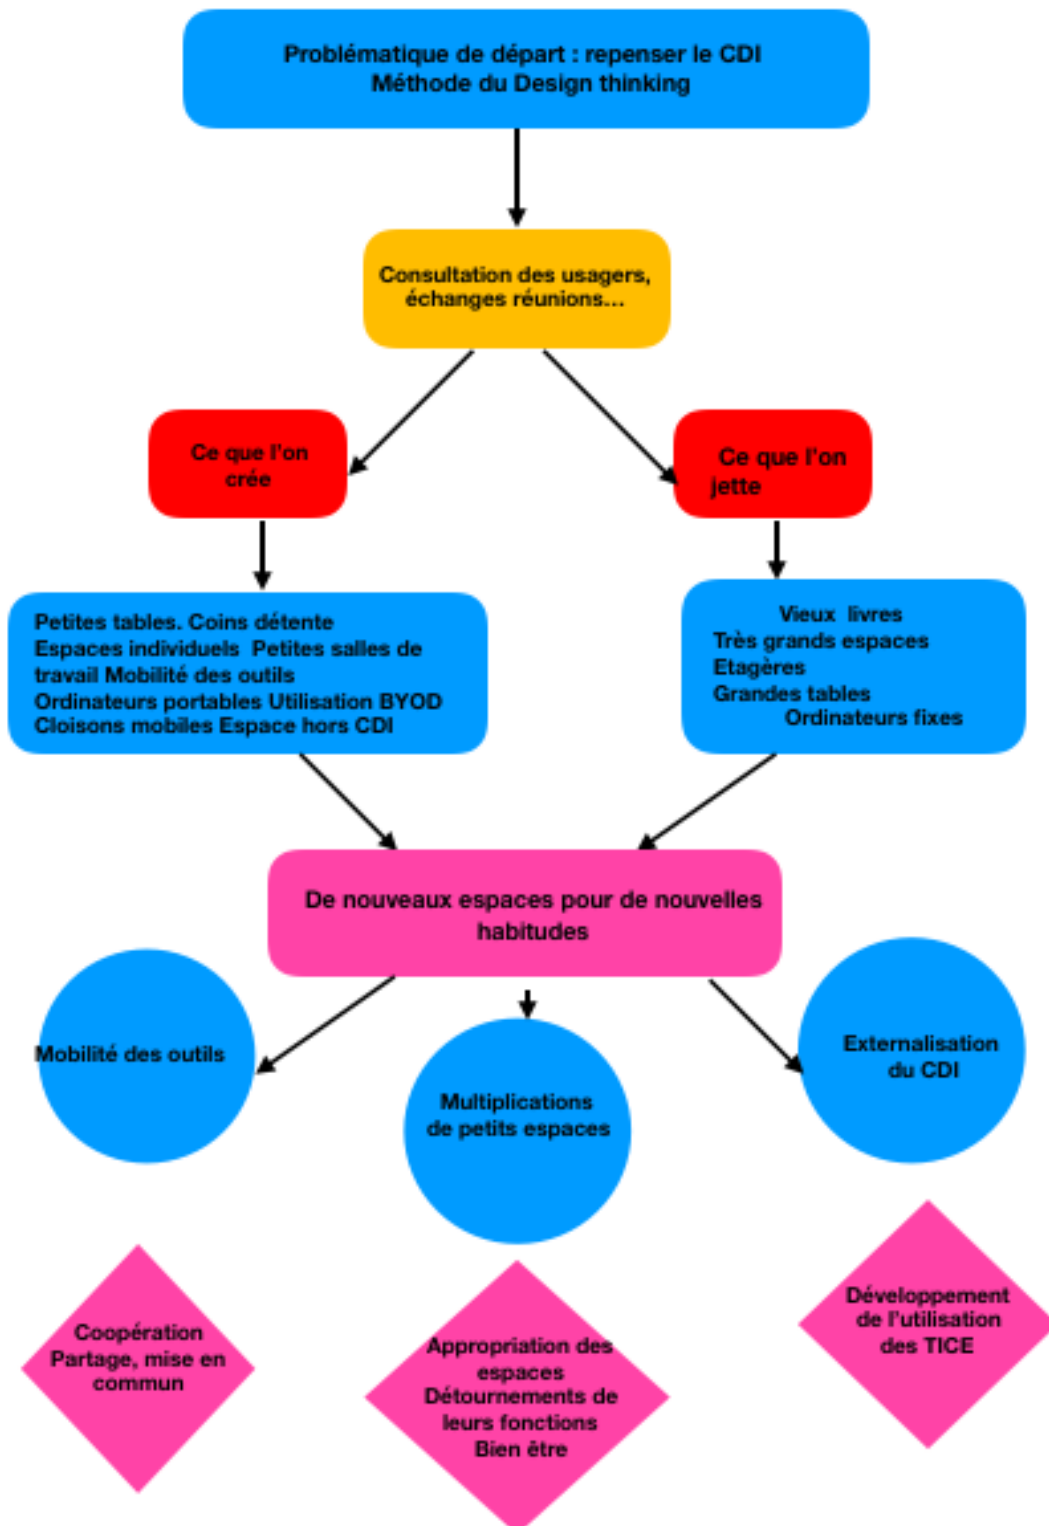 Problématique de départ : repenser le CDI
Méthode du Design thinking
Consultation des usagers,
échanges réunions...
Ce que l'on
crée
Ce que l'on
jette
Petites tables. Coins détente
Espaces individuels Petites salles de
travail Mobilité des outils
Ordinateurs portables Utilisation BYOD
Cloisons mobiles Espace hors CDI
Vieux livres
Très grands espaces
Etagères
Grandes tables
Ordinateurs fixes
De nouveaux espaces pour de nouvelles
habitudes
Mobilité des outils
Multiplications
de petits espaces
Externalisation
du CDI
Coopération
Partage, mise en
commun
Appropriation des
espaces
Détournements de
leurs fonctions
Bien être
Développement
de l'utilisation
des TICE